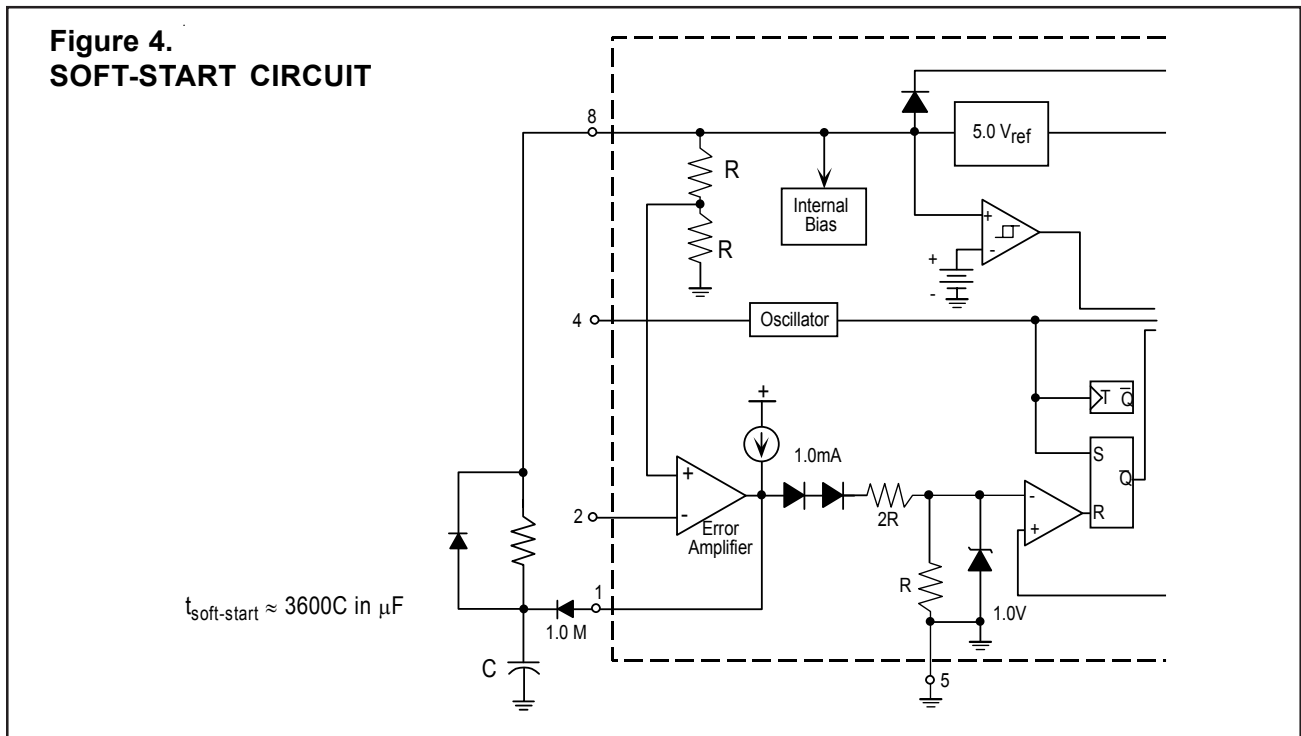 Figure 4.
SOFT-START CIRCUIT
8
5.0 Vref
R
Internal
Bias
+
-
R
+
-
4
Oscillator
+
T Q̅
1.0mA
S
Q̅
+
-
2
Error
Amplifier
2R
-
+
R
R
1.0V
1
tsoft-start ≈ 3600C in μF
1.0 M
C
5